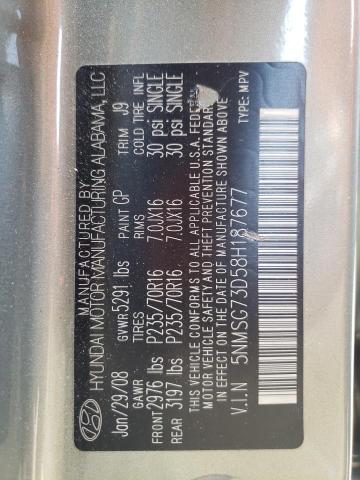 MANUFACTURED BY
HYUNDAI MOTOR MANUFACTURING ALABAMA, LLC
Jan/29/08 GVWR 5291 lbs PAINT GP TRIM J9
GAWR TIRES RIMS COLD TIRE INFL
FRONT 2976 lbs P235/70R16 7.0JX16 30 psi SINGLE
REAR 3197 lbs P235/70R16 7.0JX16 30 psi SINGLE
THIS VEHICLE CONFORMS TO ALL APPLICABLE U.S.A. FEDERAL
VEHICLE SAFETY, BUMPER, AND THEFT PREVENTION STANDARDS
IN EFFECT ON THE DATE OF MANUFACTURE SHOWN ABOVE.
V.I.N 5NMSG73D58H187677 TYPE: MPV